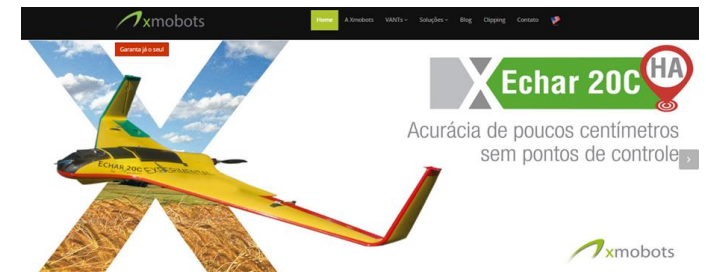 xmobots
Home A Xmobots VANTs Soluções Blog Clipping Contato
Garanta já o seu!
X Echar 20C HA
Acurácia de poucos centímetros
sem pontos de controle
ECHAR 20C EXPERIMENTAL
xmobots